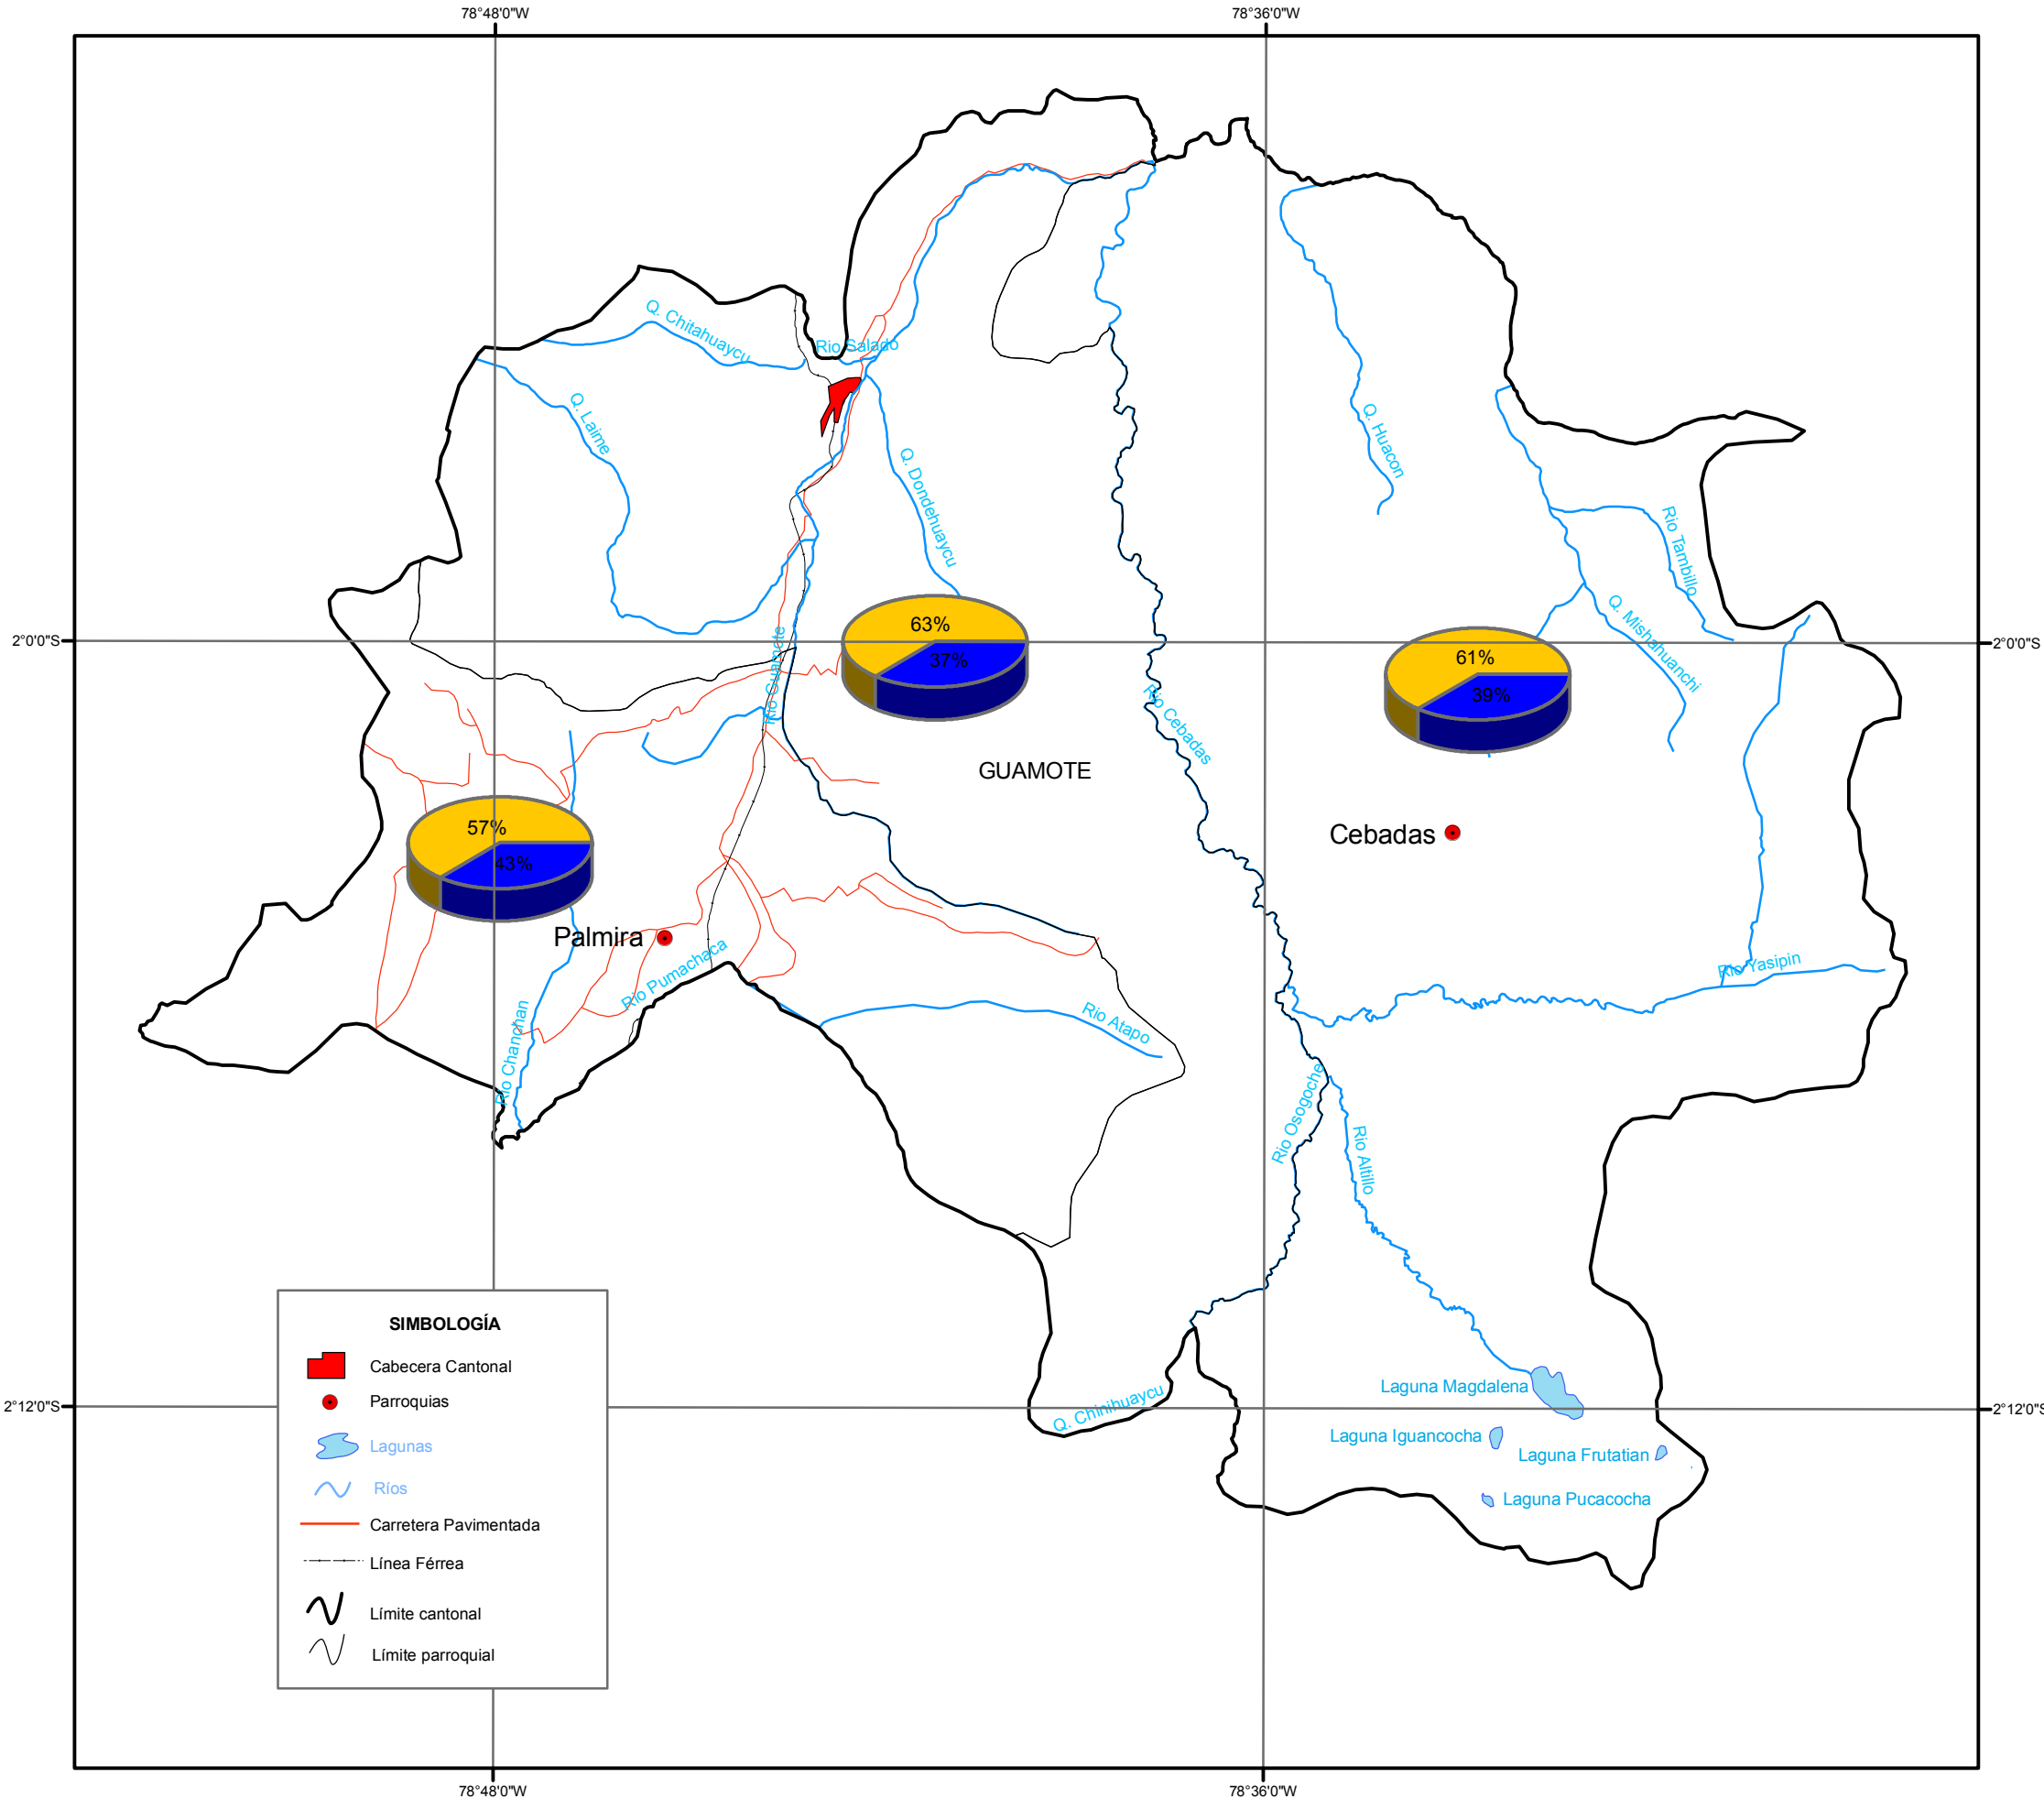 78°48'0"W
78°36'0"W
Q. Chitahuaycu
Rio Salado
Q. Laime
Q. Huacon
Q. Dondehuaycu
Rio Tambillo
Q. Mishahuanchi
2°0'0"S
2°0'0"S
63%
37%
61%
39%
Rio Guamote
Rio Cebadas
GUAMOTE
57%
43%
Cebadas
Palmira
Rio Pumachaca
Rio Yasipin
Rio Chanchan
Rio Atapo
Rio Osogoche
Rio Altillo
SIMBOLOGÍA
Cabecera Cantonal
Parroquias
Lagunas
Ríos
Carretera Pavimentada
Línea Férrea
Límite cantonal
Límite parroquial
Laguna Magdalena
Q. Chinihuaycu
2°12'0"S
2°12'0"S
Laguna Iguancocha
Laguna Frutatian
Laguna Pucacocha
78°48'0"W
78°36'0"W